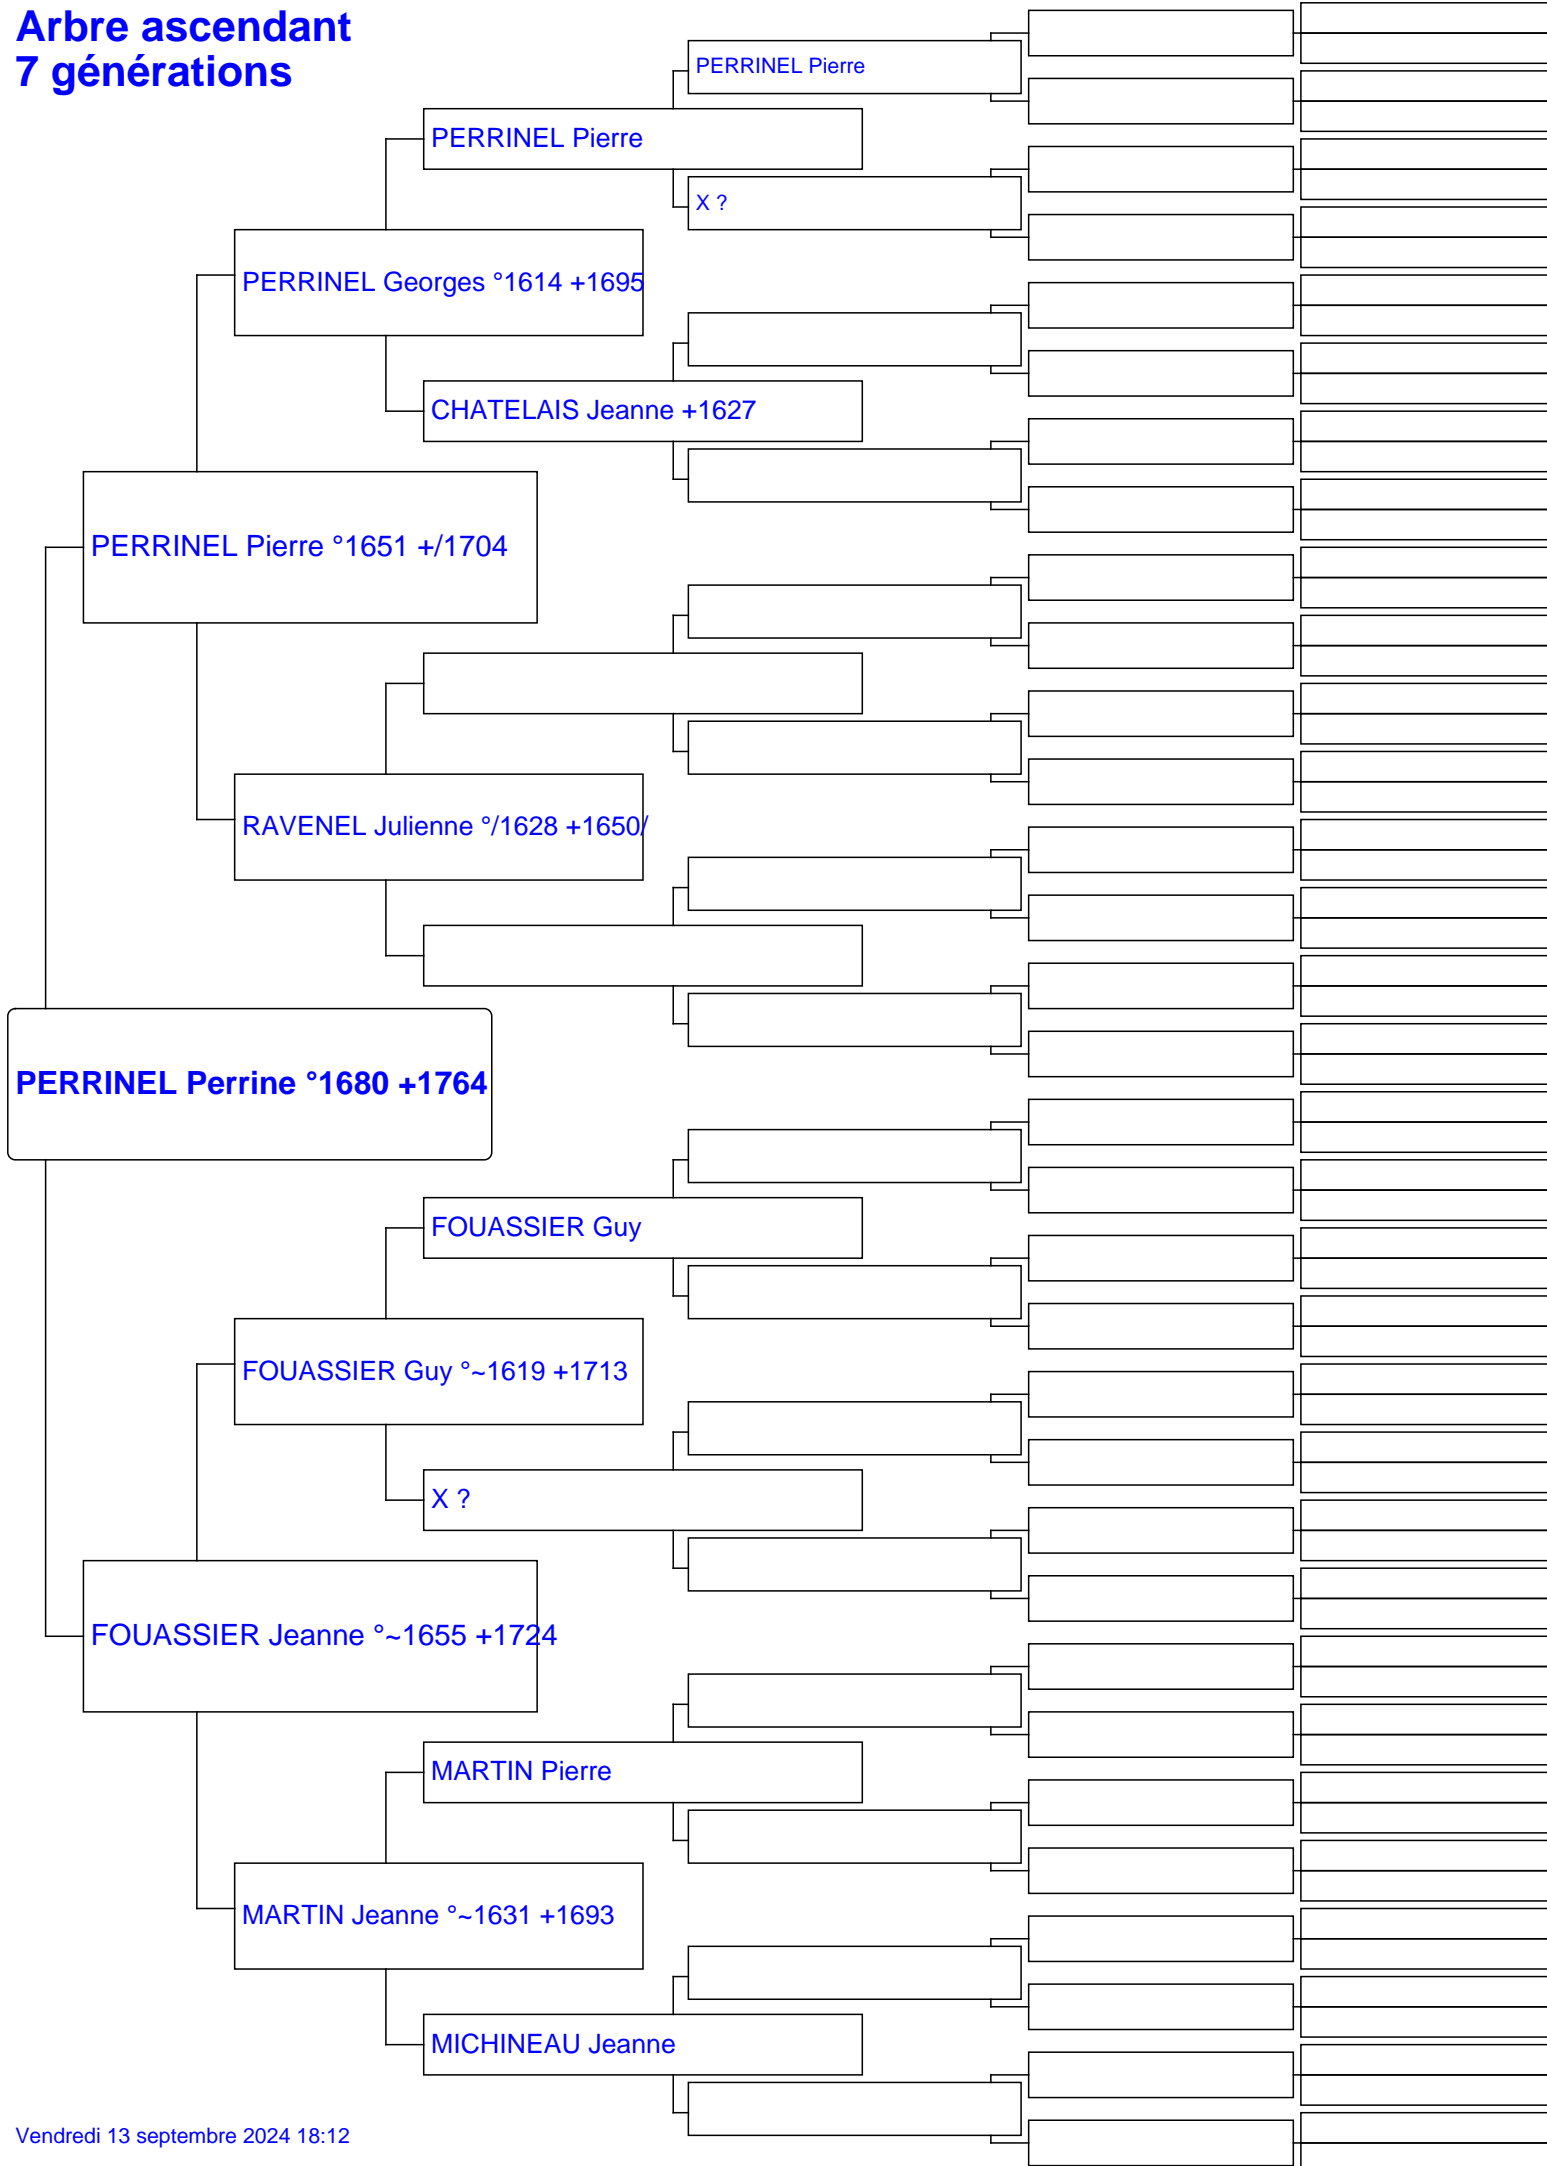 Arbre ascendant
7 générations
PERRINEL Pierre
PERRINEL Pierre
X ?
PERRINEL Georges °1614 +1695
CHATELAIS Jeanne +1627
PERRINEL Pierre °1651 +/1704
RAVENEL Julienne °/1628 +1650/
PERRINEL Perrine °1680 +1764
FOUASSIER Guy
FOUASSIER Guy °~1619 +1713
X ?
FOUASSIER Jeanne °~1655 +1724
MARTIN Pierre
MARTIN Jeanne °~1631 +1693
MICHINEAU Jeanne
Vendredi 13 septembre 2024 18:12